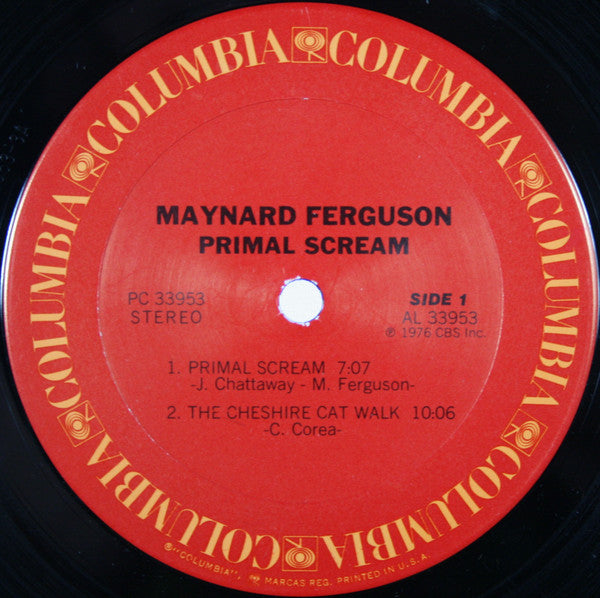 COLUMBIA COLUMBIA COLUMBIA COLUMBIA COLUMBIA COLUMBIA
MAYNARD FERGUSON
PRIMAL SCREAM
PC 33953
STEREO
SIDE 1
AL 33953
℗ 1976 CBS Inc.
1. PRIMAL SCREAM 7:07
-J. Chattaway - M. Ferguson-
2. THE CHESHIRE CAT WALK 10:06
-C. Corea-
®"COLUMBIA", MARCAS REG. PRINTED IN U.S.A.